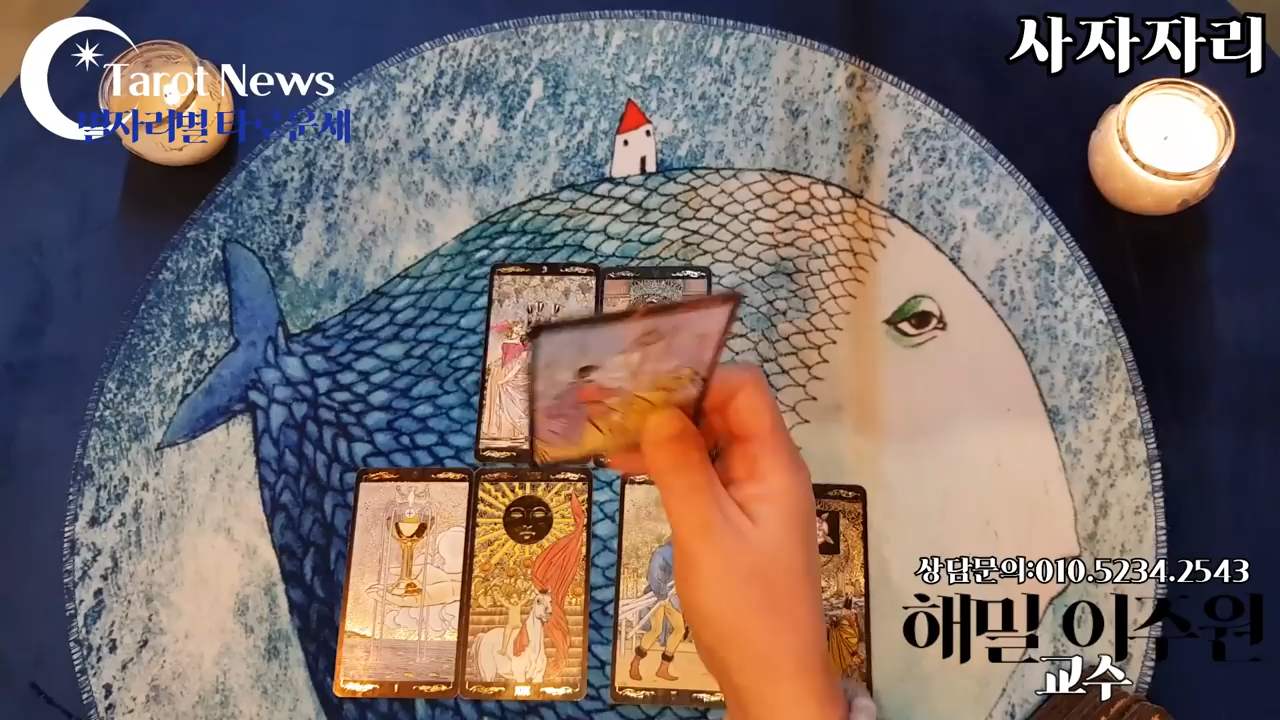 Tarot News
별자리별 타로운세
사자자리
상담문의:010.5234.2543
해밀 이주원
교수